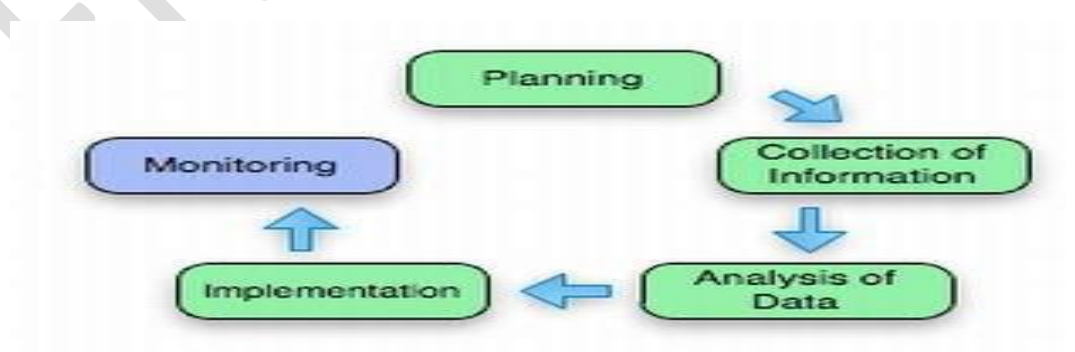 Planning
Collection of
Information
Analysis of
Data
Implementation
Monitoring